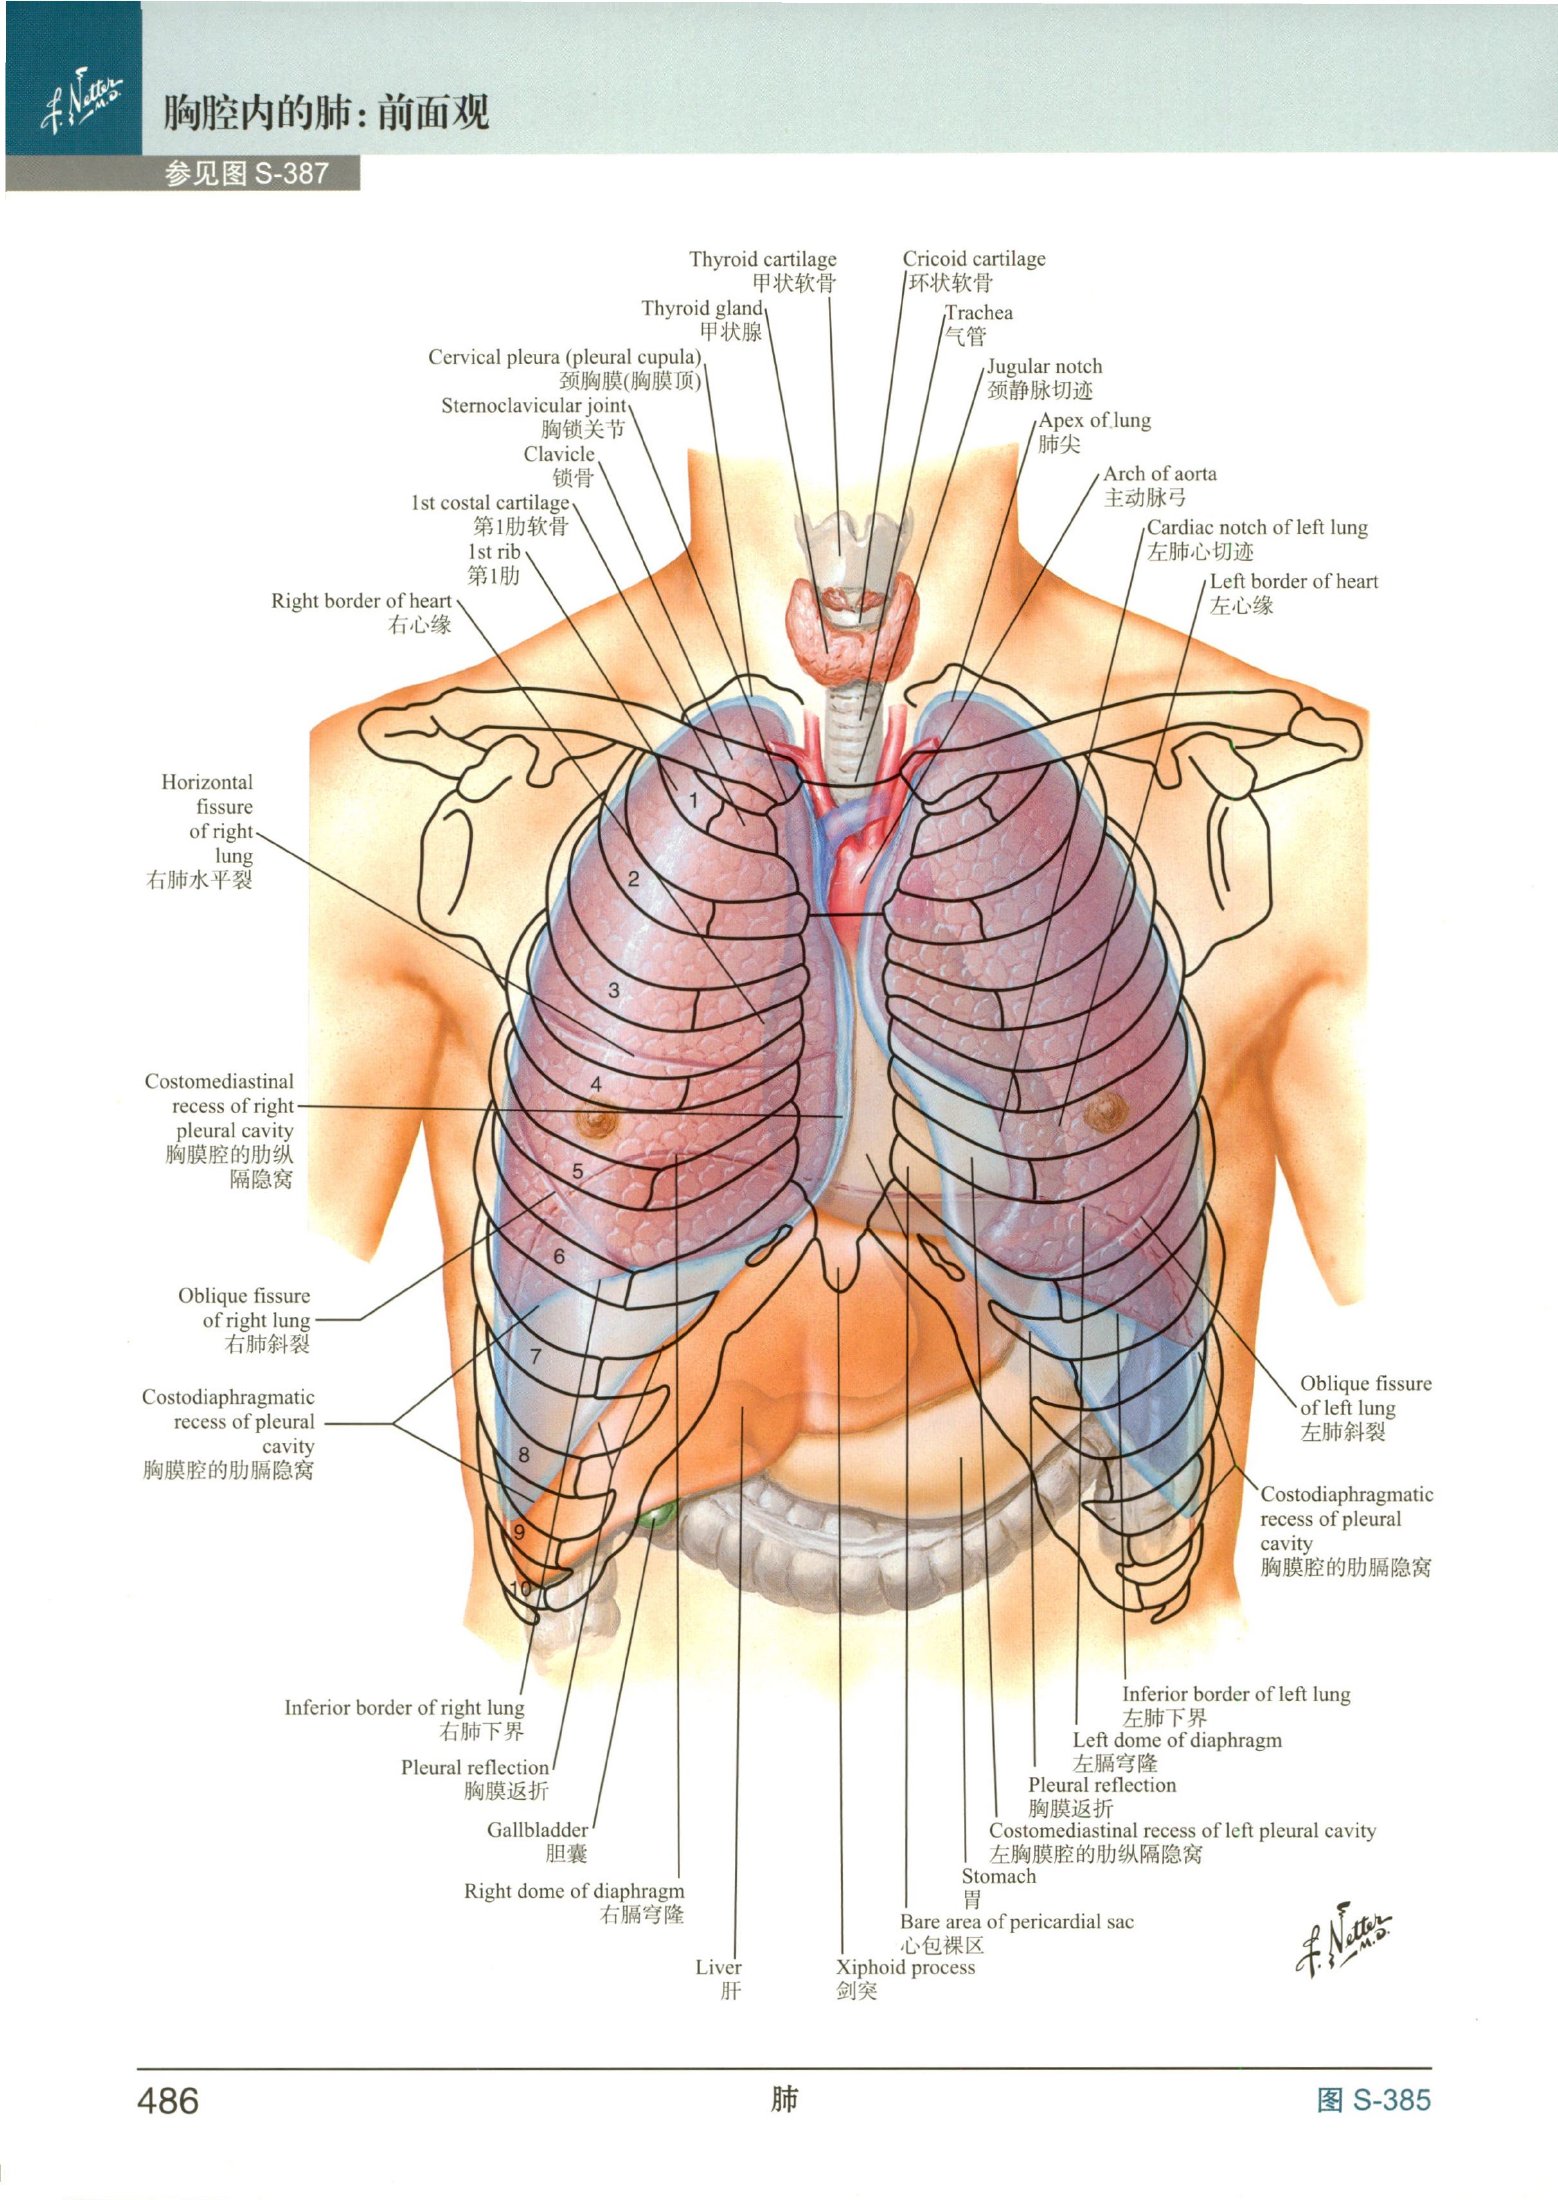 F. Netter M.D.
胸腔内的肺：前面观
参见图 S-387
Thyroid cartilage
甲状软骨
Cricoid cartilage
环状软骨
Thyroid gland
甲状腺
Trachea
气管
Cervical pleura (pleural cupula)
颈胸膜(胸膜顶)
Jugular notch
颈静脉切迹
Sternoclavicular joint
胸锁关节
Apex of lung
肺尖
Clavicle
锁骨
Arch of aorta
主动脉弓
1st costal cartilage
第1肋软骨
Cardiac notch of left lung
左肺心切迹
1st rib
第1肋
Left border of heart
左心缘
Right border of heart
右心缘
Horizontal
fissure
of right
lung
右肺水平裂
1
2
3
4
5
6
7
8
9
10
Costomediastinal
recess of right
pleural cavity
胸膜腔的肋纵
隔隐窝
Oblique fissure
of right lung
右肺斜裂
Costodiaphragmatic
recess of pleural
cavity
胸膜腔的肋膈隐窝
Oblique fissure
of left lung
左肺斜裂
Costodiaphragmatic
recess of pleural
cavity
胸膜腔的肋膈隐窝
Inferior border of right lung
右肺下界
Pleural reflection
胸膜返折
Gallbladder
胆囊
Right dome of diaphragm
右膈穹隆
Liver
肝
Inferior border of left lung
左肺下界
Left dome of diaphragm
左膈穹隆
Pleural reflection
胸膜返折
Costomediastinal recess of left pleural cavity
左胸膜腔的肋纵隔隐窝
Stomach
胃
Bare area of pericardial sac
心包裸区
Xiphoid process
剑突
F. Netter M.D.
486
肺
图 S-385